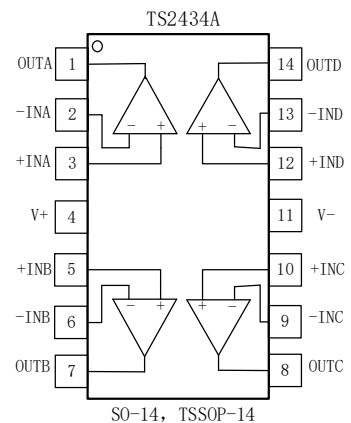 TS2434A
OUTA 1 14 OUTD
-INA 2 13 -IND
- + + -
+INA 3 12 +IND
V+ 4 11 V-
+INB 5 10 +INC
- + + -
-INB 6 9 -INC
OUTB 7 8 OUTC
SO-14, TSSOP-14